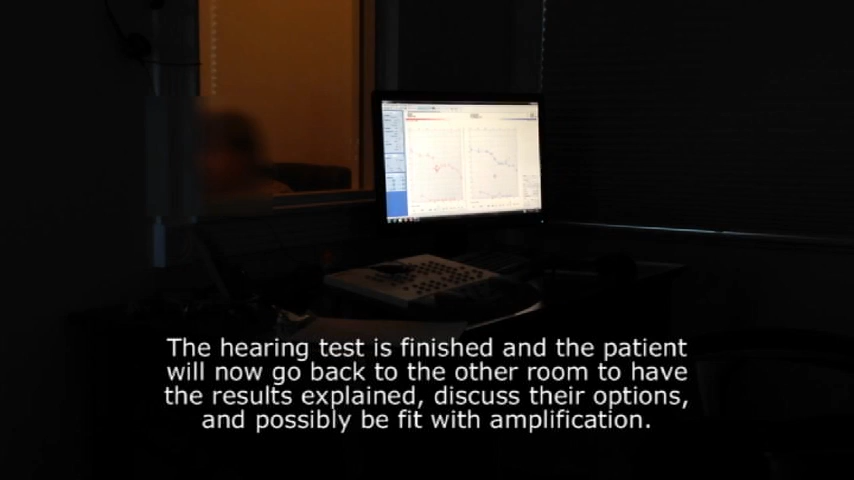 The hearing test is finished and the patient
will now go back to the other room to have
the results explained, discuss their options,
and possibly be fit with amplification.